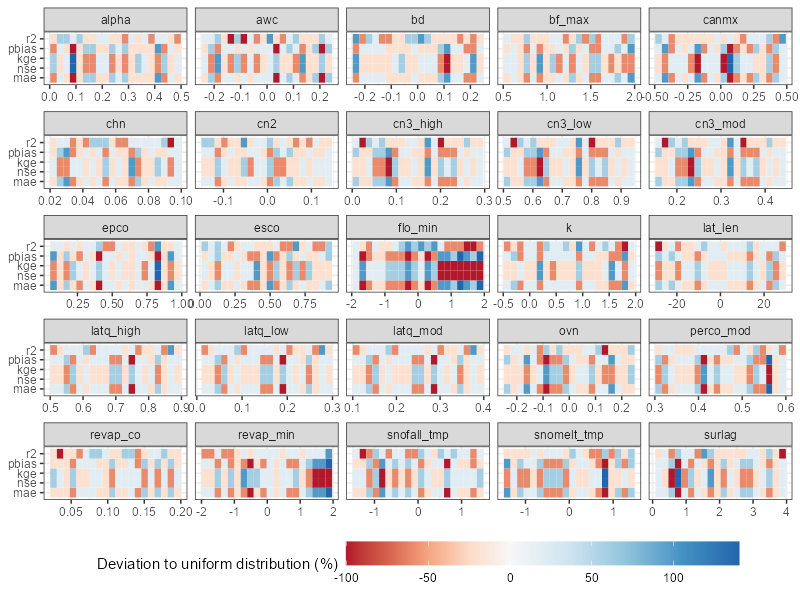 alpha awc bd bf_max canmx
r2
pbias
kge
nse
mae
0.0 0.1 0.2 0.3 0.4 0.5 -0.2 -0.1 0.0 0.1 0.2 -0.2 -0.1 0.0 0.1 0.2 0.5 1.0 1.5 2.0 -0.50 -0.25 0.00 0.25 0.50
chn cn2 cn3_high cn3_low cn3_mod
r2
pbias
kge
nse
mae
0.02 0.04 0.06 0.08 0.10 -0.1 0.0 0.1 0.0 0.1 0.2 0.3 0.5 0.6 0.7 0.8 0.9 0.2 0.3 0.4
epco esco flo_min k lat_len
r2
pbias
kge
nse
mae
0.25 0.50 0.75 1.00 0.00 0.25 0.50 0.75 -2 -1 0 1 2 -0.5 0.0 0.5 1.0 1.5 2.0 -20 0 20
latq_high latq_low latq_mod ovn perco_mod
r2
pbias
kge
nse
mae
0.5 0.6 0.7 0.8 0.90 0.0 0.1 0.2 0.3 0.1 0.2 0.3 0.4 -0.2 -0.1 0.0 0.1 0.2 0.3 0.4 0.5 0.6
revap_co revap_min snofall_tmp snomelt_tmp surlag
r2
pbias
kge
nse
mae
0.05 0.10 0.15 0.20 -2 -1 0 1 2 -1 0 1 -1 0 1 0 1 2 3 4
Deviation to uniform distribution (%)
-100 -50 0 50 100